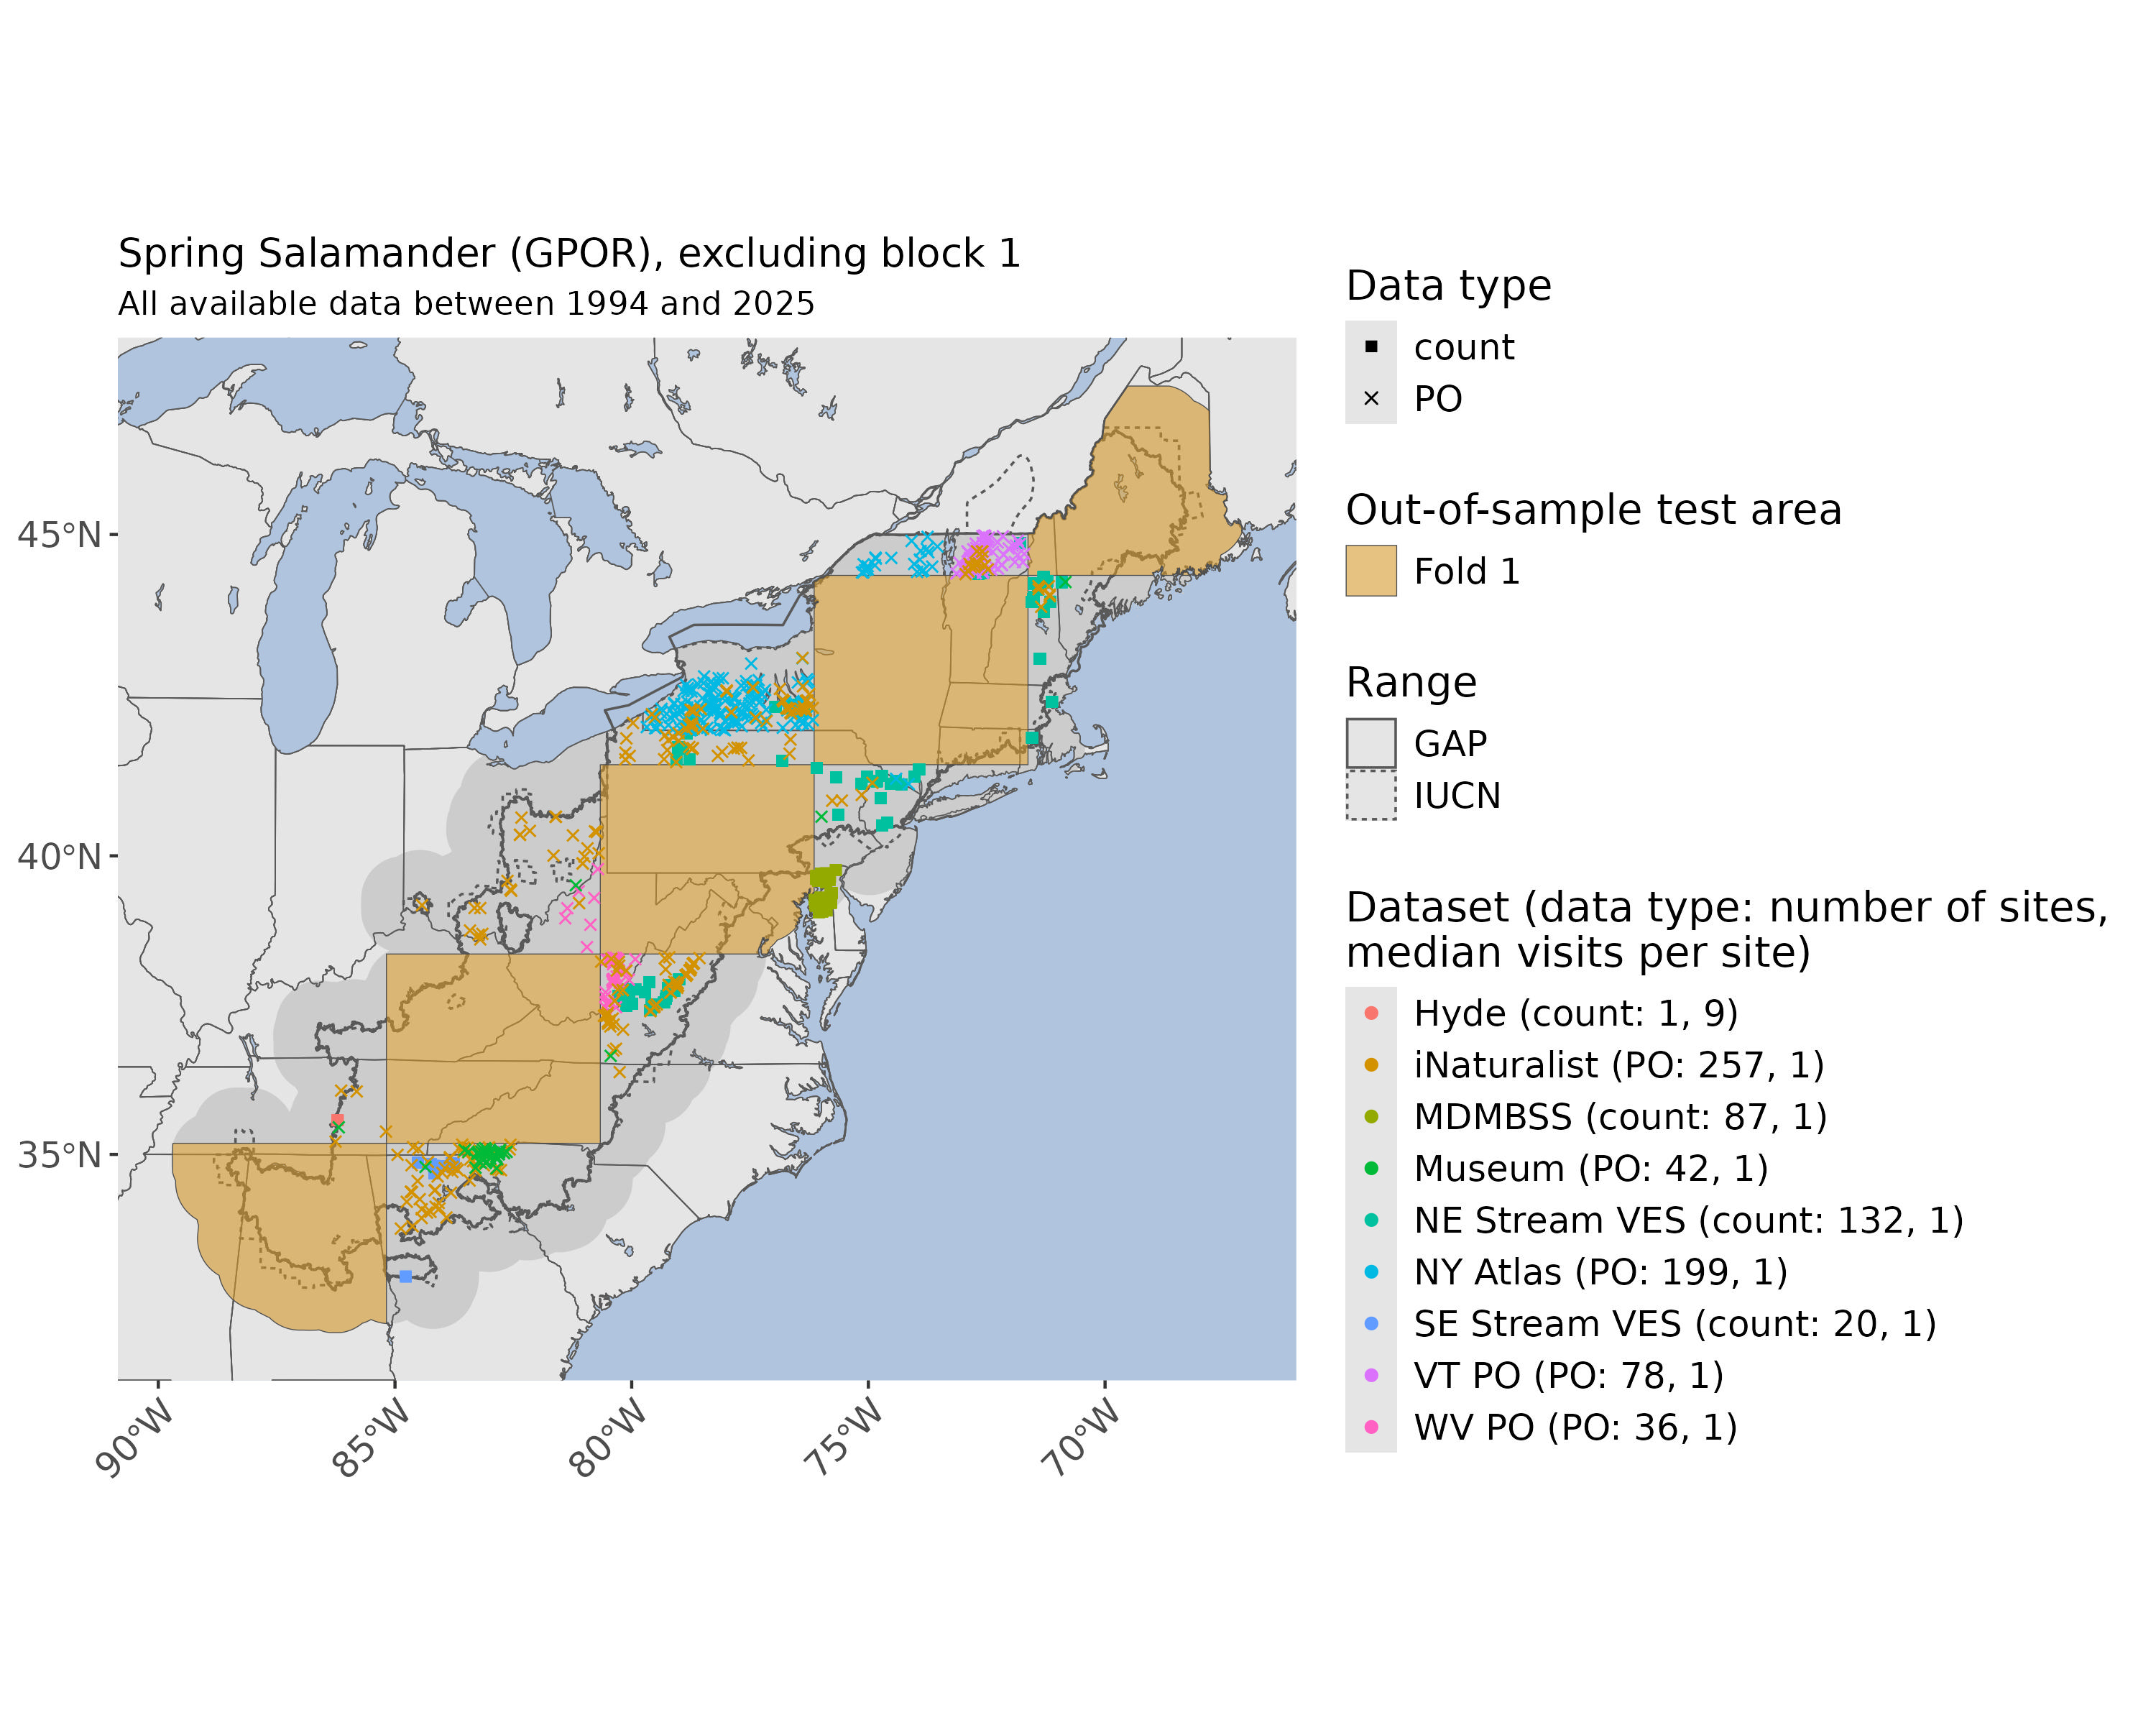 Spring Salamander (GPOR), excluding block 1
All available data between 1994 and 2025
45°N
40°N
35°N
90°W
85°W
80°W
75°W
70°W
Data type
count
PO
Out-of-sample test area
Fold 1
Range
GAP
IUCN
Dataset (data type: number of sites,
median visits per site)
Hyde (count: 1, 9)
iNaturalist (PO: 257, 1)
MDMBSS (count: 87, 1)
Museum (PO: 42, 1)
NE Stream VES (count: 132, 1)
NY Atlas (PO: 199, 1)
SE Stream VES (count: 20, 1)
VT PO (PO: 78, 1)
WV PO (PO: 36, 1)